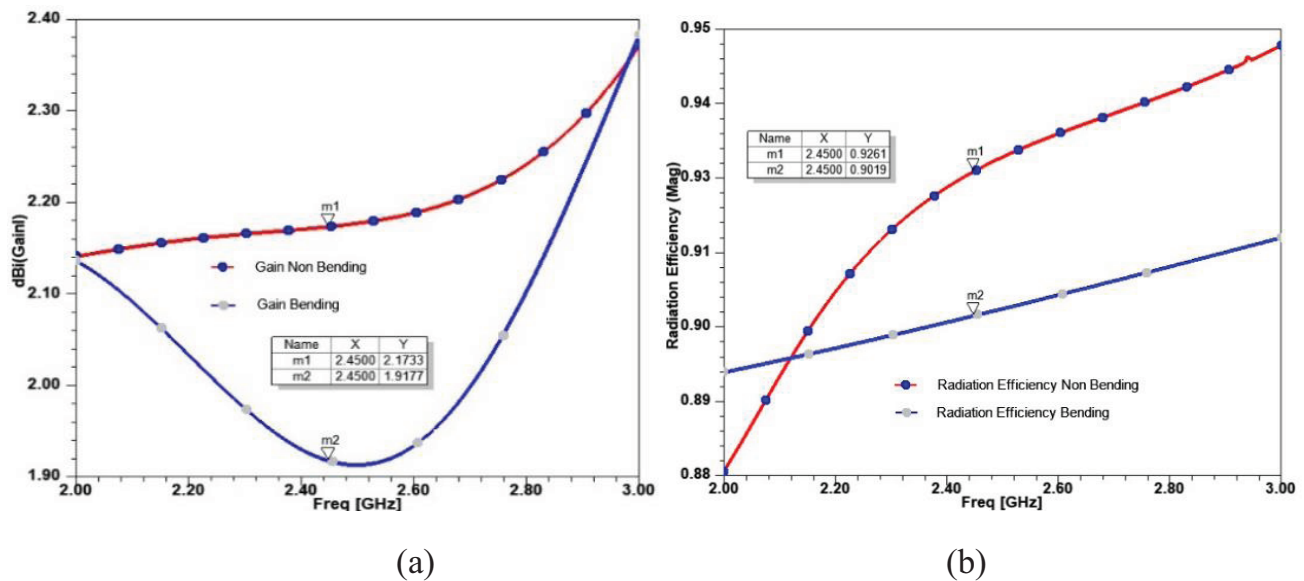 2.40
2.30
2.20
2.10
2.00
1.90
dBi(GainI)
m1
Gain Non Bending
Gain Bending
Name X Y
m1 2.4500 2.1733
m2 2.4500 1.9177
m2
2.00 2.20 2.40 2.60 2.80 3.00
Freq [GHz]
(a)
0.95
0.94
0.93
0.91
0.90
0.89
0.88
Radiation Efficiency (Mag)
Name X Y
m1 2.4500 0.9261
m2 2.4500 0.9019
m1
m2
Radiation Efficiency Non Bending
Radiation Efficiency Bending
2.00 2.20 2.40 2.60 2.80 3.00
Freq [GHz]
(b)